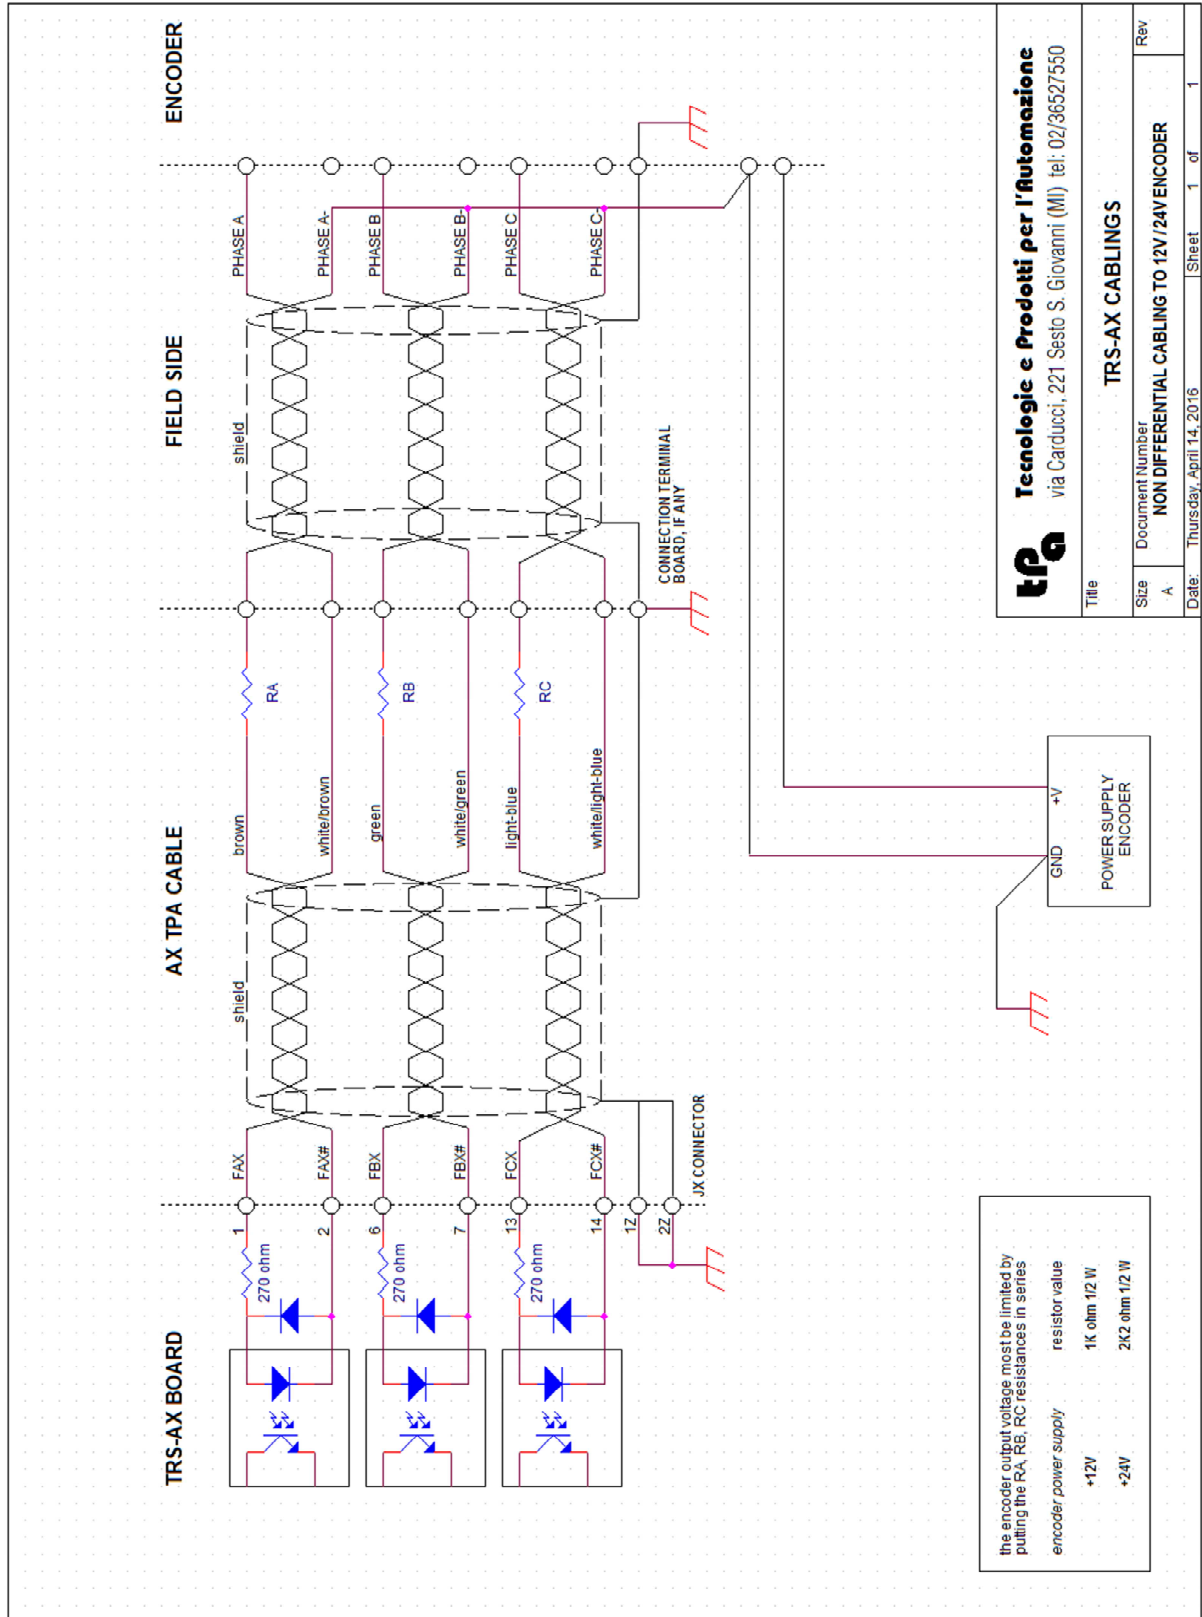 TRS-AX BOARD
AX TPA CABLE
FIELD SIDE
ENCODER
1
FAX
shield
brown
RA
shield
PHASE A
270 ohm
2
FAX#
white/brown
PHASE A-
6
FBX
green
RB
PHASE B
270 ohm
7
FBX#
white/green
PHASE B-
13
FCX
light-blue
RC
PHASE C
270 ohm
14
FCX#
white/light-blue
PHASE C-
1Z
2Z
JX CONNECTOR
CONNECTION TERMINAL
BOARD, IF ANY
GND
+V
POWER SUPPLY
ENCODER
the encoder output voltage most be limited by
putting the RA, RB, RC resistances in series
encoder power supply resistor value
+12V 1K ohm 1/2 W
+24V 2K2 ohm 1/2 W
tPa
Tecnologie e Prodotti per l'Automazione
via Carducci, 221 Sesto S. Giovanni (MI) tel: 02/36527550
Title
TRS-AX CABLINGS
Size Document Number Rev
A NON DIFFERENTIAL CABLING TO 12V / 24V ENCODER
Date: Thursday, April 14, 2016 Sheet 1 of 1